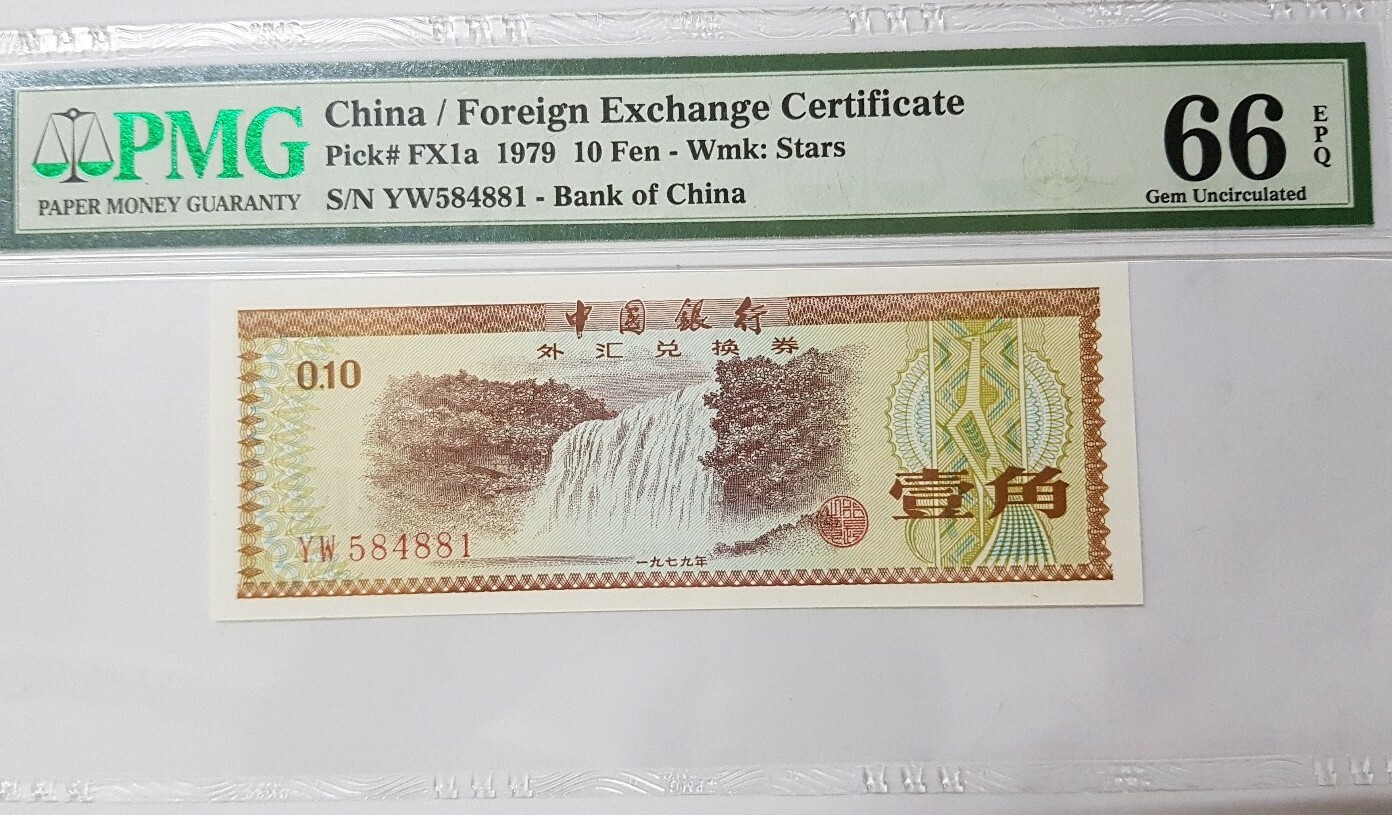 PMG
PAPER MONEY GUARANTY
China / Foreign Exchange Certificate
Pick# FX1a 1979 10 Fen - Wmk: Stars
S/N YW584881 - Bank of China
66
EPQ
Gem Uncirculated
中國銀行
外汇兑换券
0.10
壹角
YW 584881
一九七九年